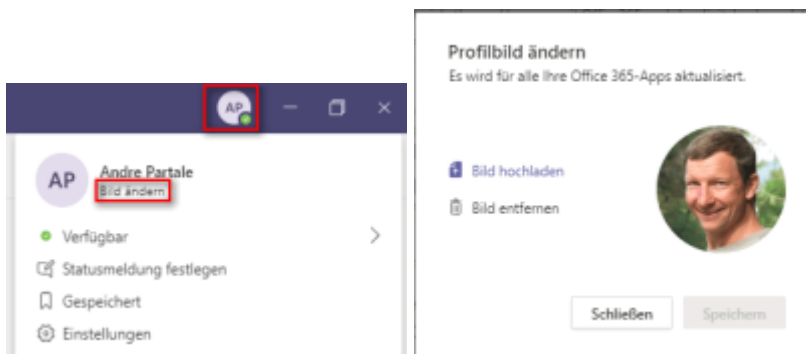 AP
AP
Andre Partale
Bild ändern
Verfügbar
Statusmeldung festlegen
Gespeichert
Einstellungen
Profilbild ändern
Es wird für alle Ihre Office 365-Apps aktualisiert.
Bild hochladen
Bild entfernen
Schließen
Speichern